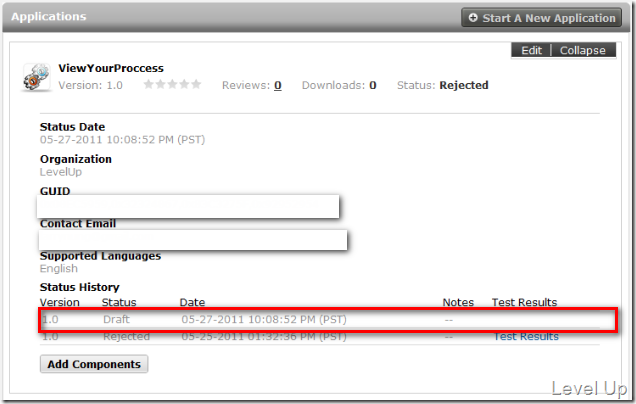 Applications
Start A New Application
Edit | Collapse
ViewYourProccess
Version: 1.0 Reviews: 0 Downloads: 0 Status: Rejected
Status Date
05-27-2011 10:08:52 PM (PST)
Organization
LevelUp
GUID
Contact Email
Supported Languages
English
Status History
Version Status Date Notes Test Results
1.0 Draft 05-27-2011 10:08:52 PM (PST) --
1.0 Rejected 05-25-2011 01:32:36 PM (PST) -- Test Results
Add Components
Level Up